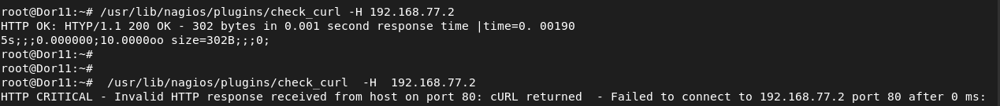 root@Dor11:~# /usr/lib/nagios/plugins/check_curl -H 192.168.77.2
HTTP OK: HTYP/1.1 200 OK - 302 bytes in 0.001 second response time |time=0. 00190
5s;;;0.000000;10.0000oo size=302B;;;0;
root@Dor11:~#
root@Dor11:~#
root@Dor11:~#  /usr/lib/nagios/plugins/check_curl  -H  192.168.77.2
HTTP CRITICAL - Invalid HTTP response received from host on port 80: cURL returned  - Failed to connect to 192.168.77.2 port 80 after 0 ms: